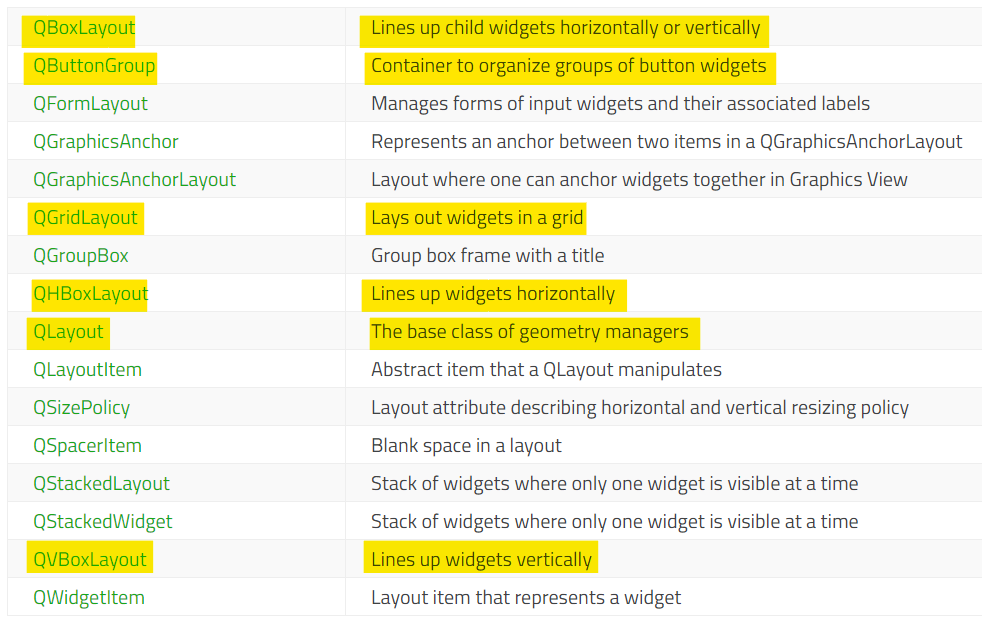 QBoxLayout Lines up child widgets horizontally or vertically
QButtonGroup Container to organize groups of button widgets
QFormLayout Manages forms of input widgets and their associated labels
QGraphicsAnchor Represents an anchor between two items in a QGraphicsAnchorLayout
QGraphicsAnchorLayout Layout where one can anchor widgets together in Graphics View
QGridLayout Lays out widgets in a grid
QGroupBox Group box frame with a title
QHBoxLayout Lines up widgets horizontally
QLayout The base class of geometry managers
QLayoutItem Abstract item that a QLayout manipulates
QSizePolicy Layout attribute describing horizontal and vertical resizing policy
QSpacerItem Blank space in a layout
QStackedLayout Stack of widgets where only one widget is visible at a time
QStackedWidget Stack of widgets where only one widget is visible at a time
QVBoxLayout Lines up widgets vertically
QWidgetItem Layout item that represents a widget